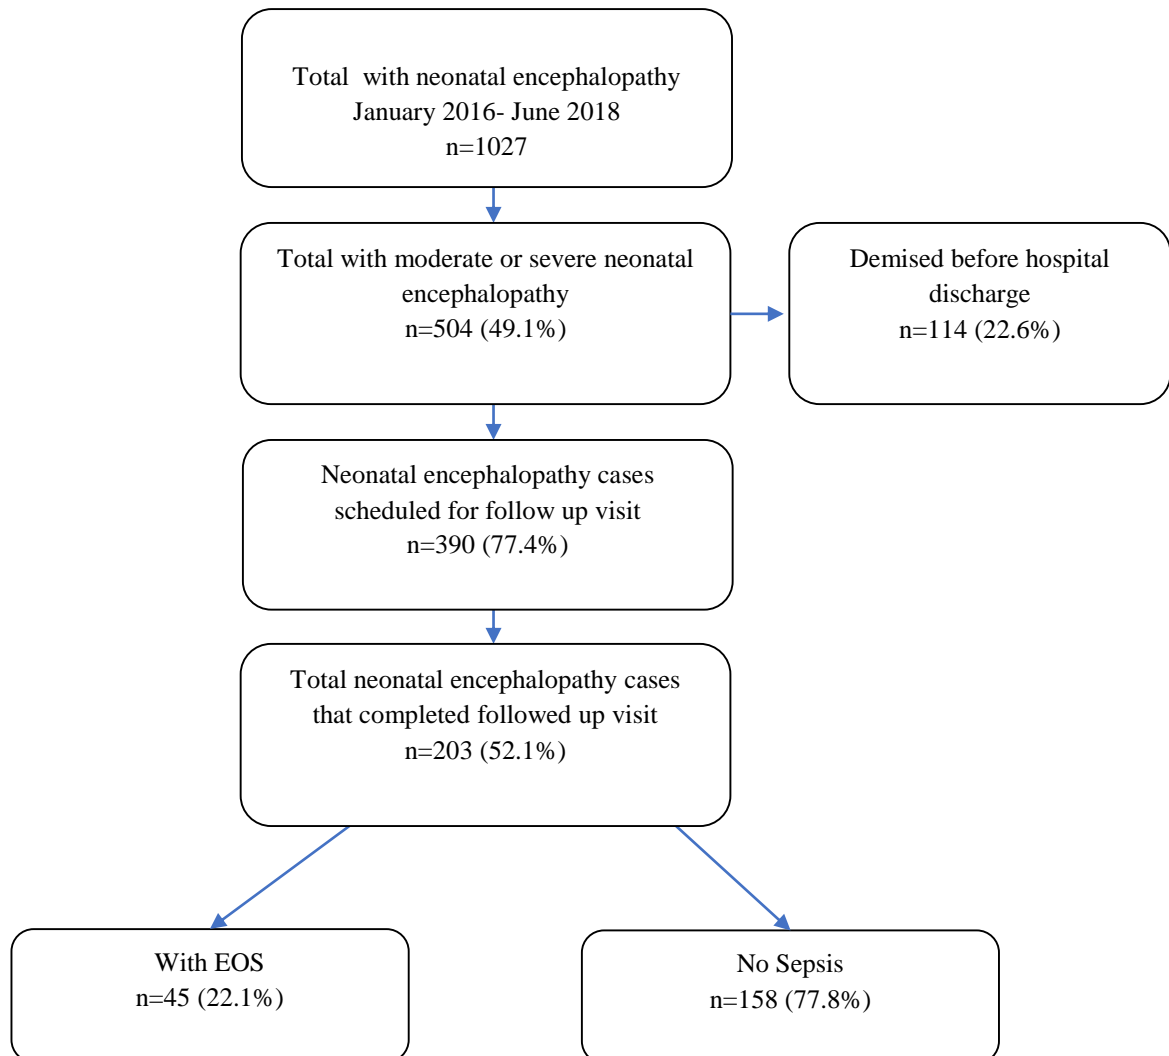 Total with neonatal encephalopathy
January 2016- June 2018
n=1027
Total with moderate or severe neonatal
encephalopathy
n=504 (49.1%)
Demised before hospital
discharge
n=114 (22.6%)
Neonatal encephalopathy cases
scheduled for follow up visit
n=390 (77.4%)
Total neonatal encephalopathy cases
that completed followed up visit
n=203 (52.1%)
With EOS
n=45 (22.1%)
No Sepsis
n=158 (77.8%)